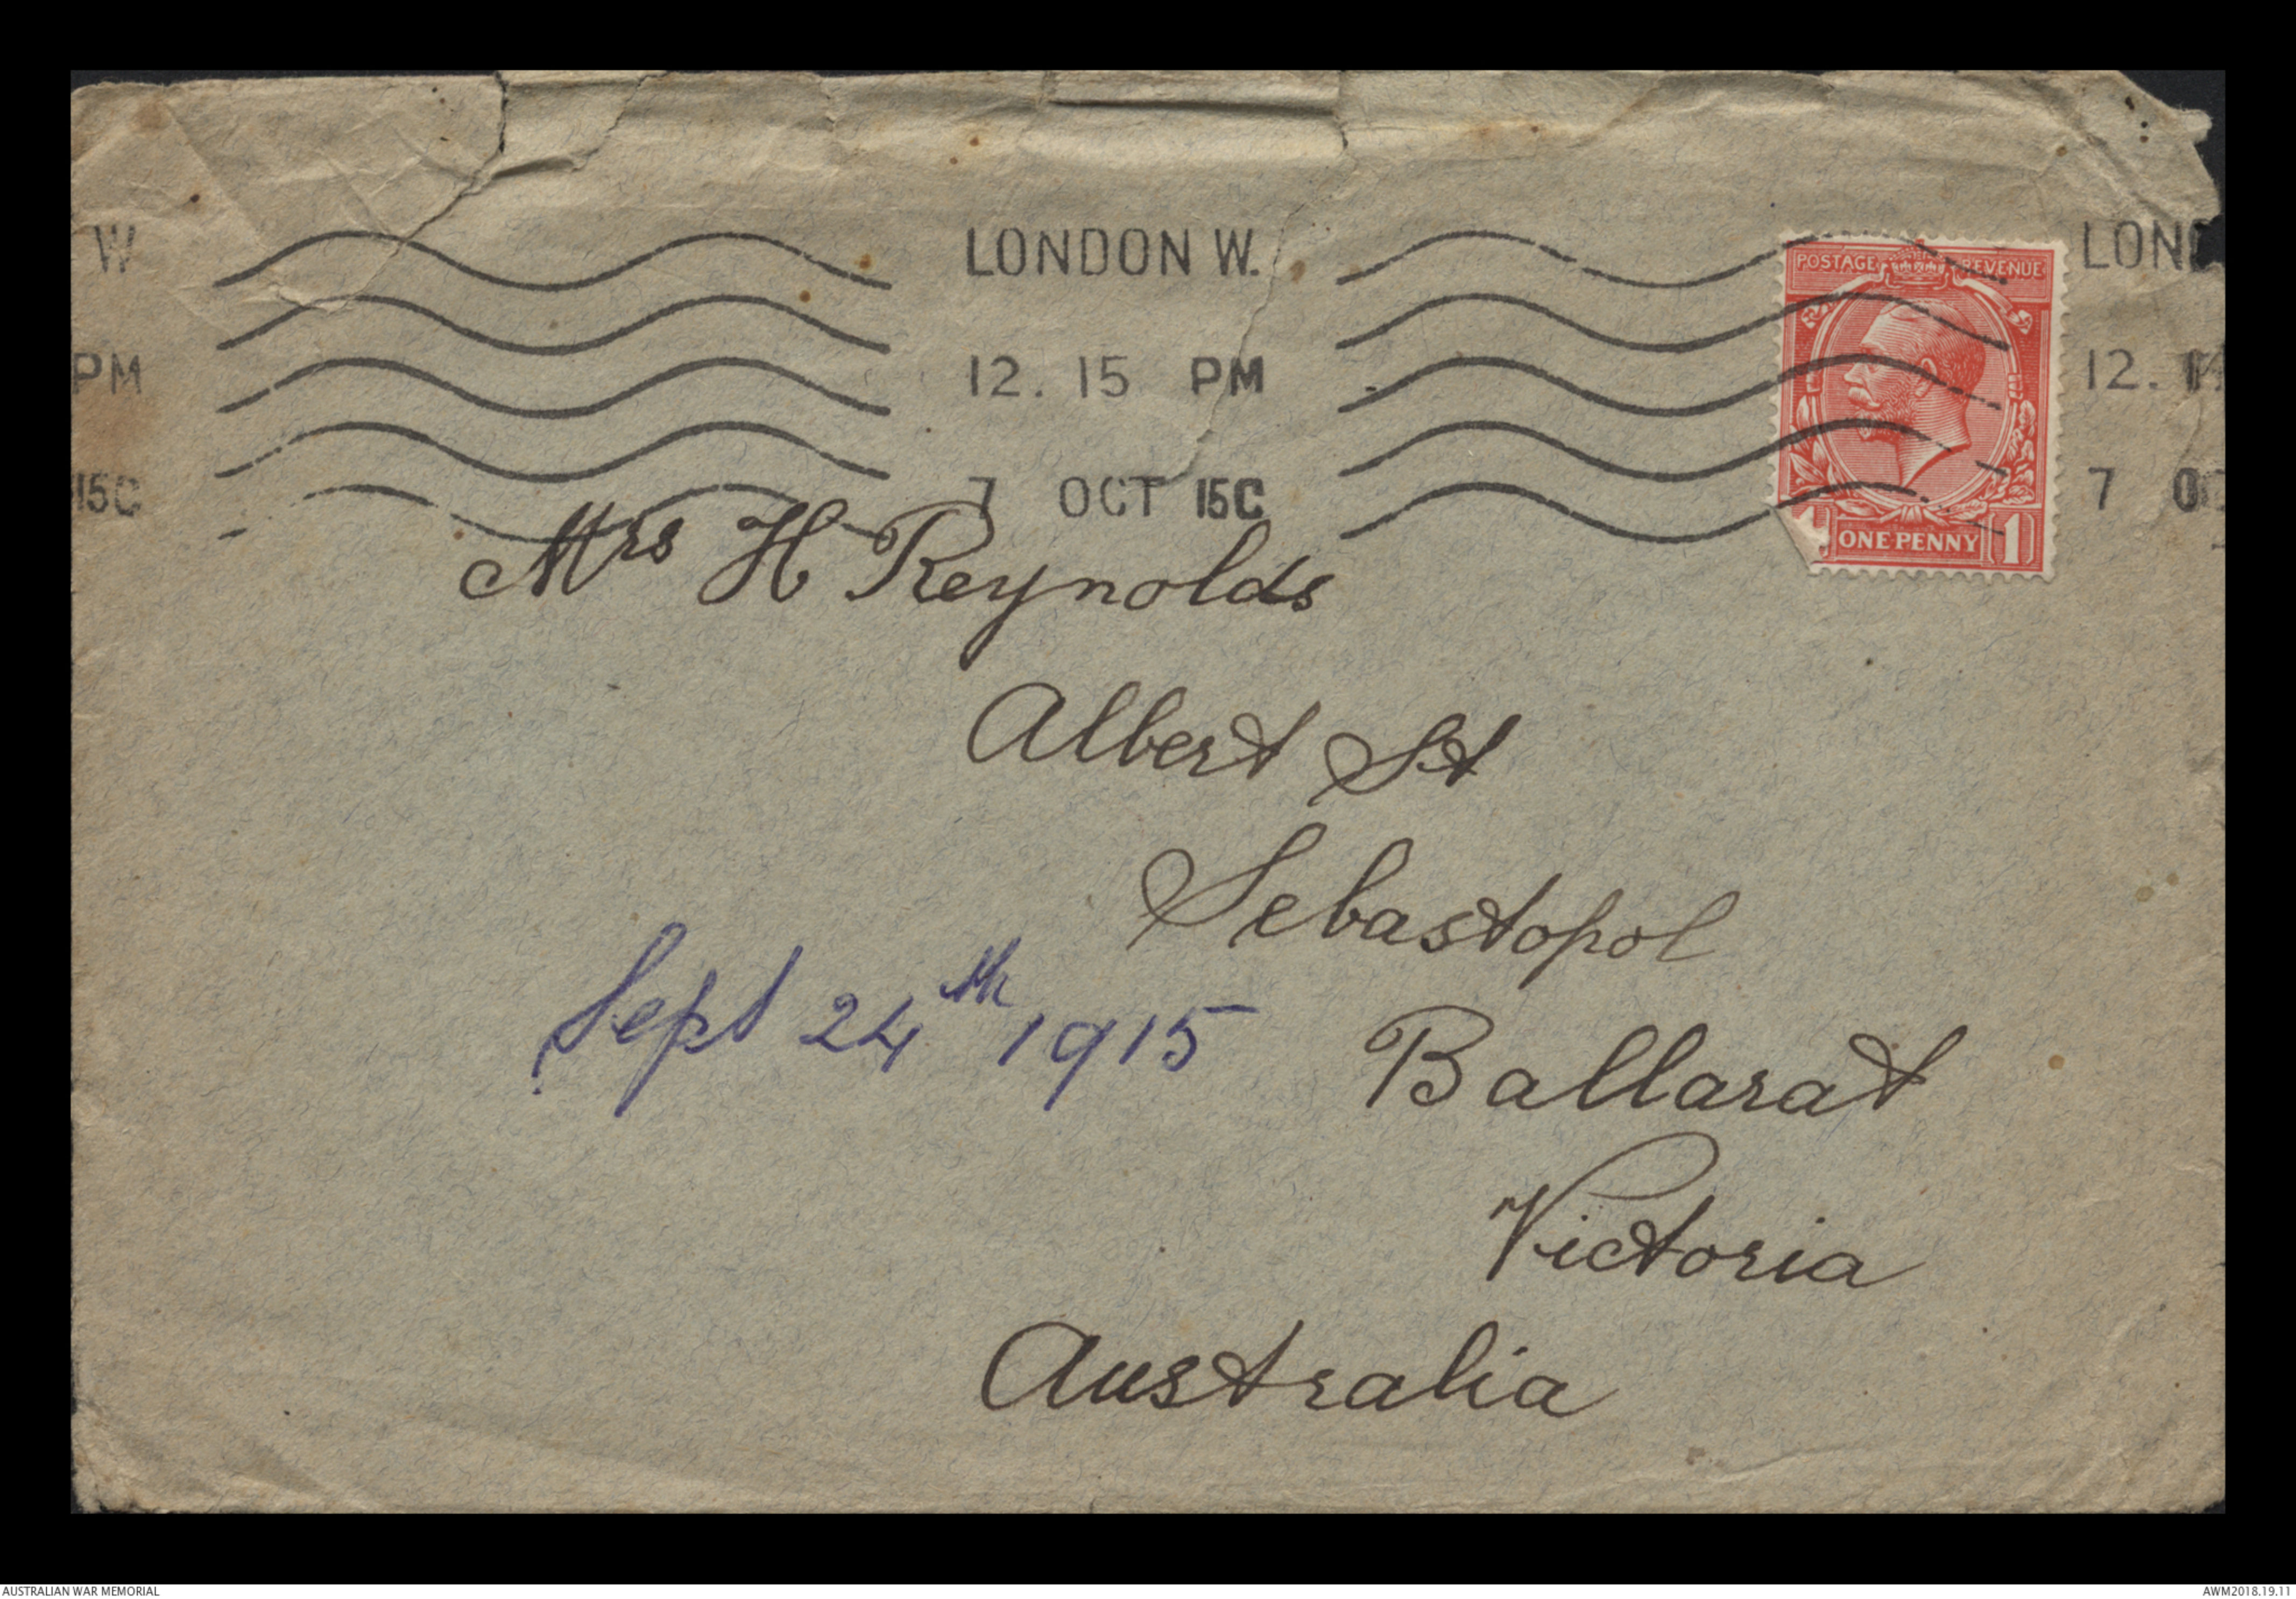 W
PM
15C
LONDON W.
12. 15 PM
7 OCT 15C
POSTAGE REVENUE
1 ONE PENNY 1
LOND
12.
7 O
Mrs H Reynolds
Albert St
Sebastopol
Sept 24th 1915
Ballarat
Victoria
Australia
AUSTRALIAN WAR MEMORIAL
AWM2018.19.11